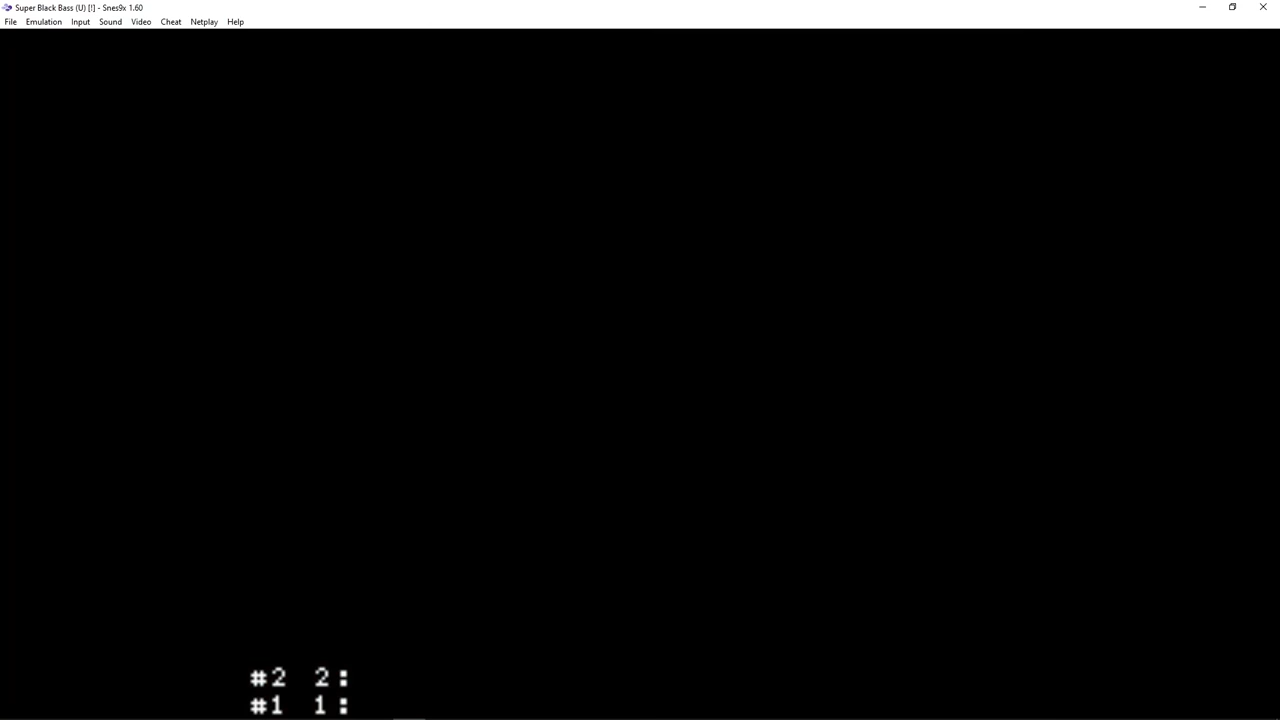 Super Black Bass (U) [!] - Snes9x 1.60
File Emulation Input Sound Video Cheat Netplay Help
#2 2:
#1 1: